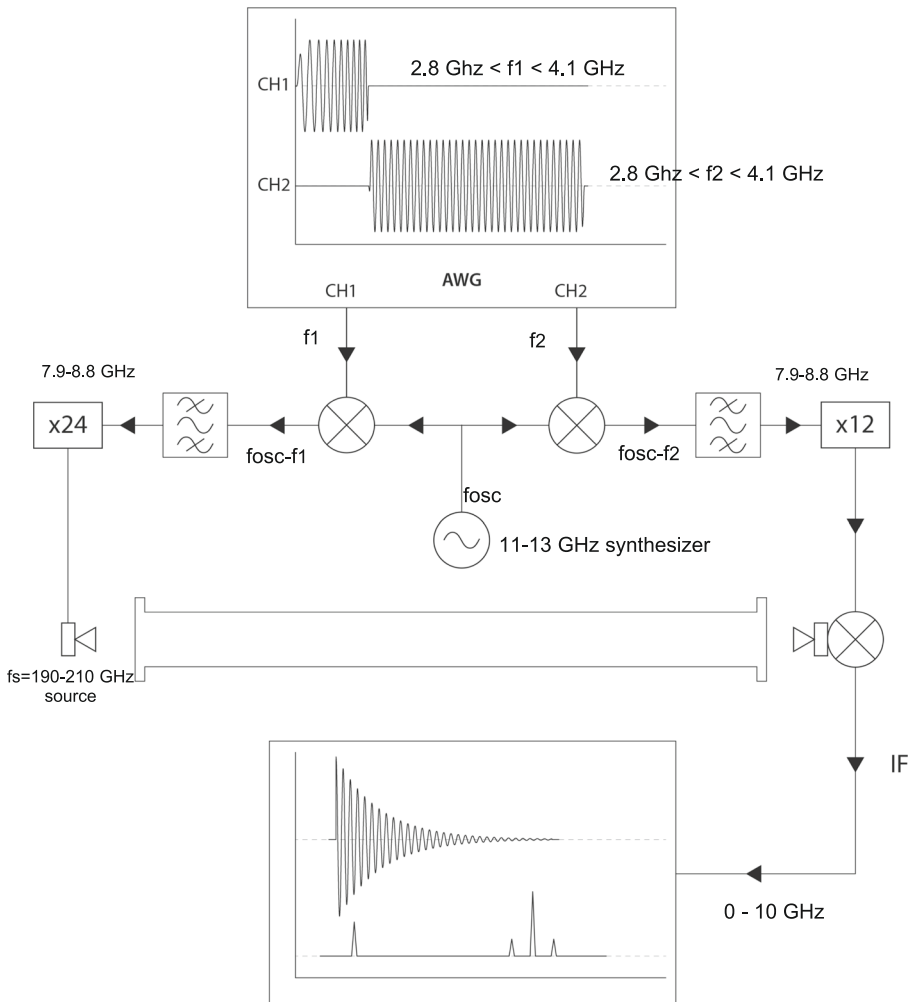 CH1
2.8 Ghz < f1 < 4.1 GHz
CH2
2.8 Ghz < f2 < 4.1 GHz
AWG
CH1
CH2
f1
f2
7.9-8.8 GHz
7.9-8.8 GHz
x24
x12
fosc-f1
fosc-f2
fosc
11-13 GHz synthesizer
fs=190-210 GHz
source
IF
0 - 10 GHz